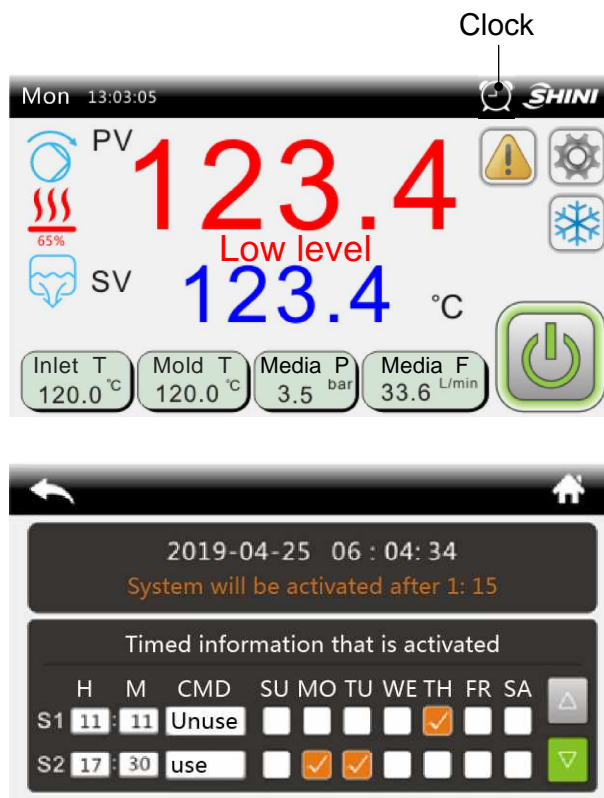 Clock
Mon 13:03:05 SHINI
PV 123.4
65%
Low level
SV 123.4 °C
Inlet T Mold T Media P Media F
120.0 °C 120.0 °C 3.5 bar 33.6 L/min
2019-04-25 06 : 04: 34
System will be activated after 1: 15
Timed information that is activated
H M CMD SU MO TU WE TH FR SA
S1 11 : 11 Unuse
S2 17 : 30 use